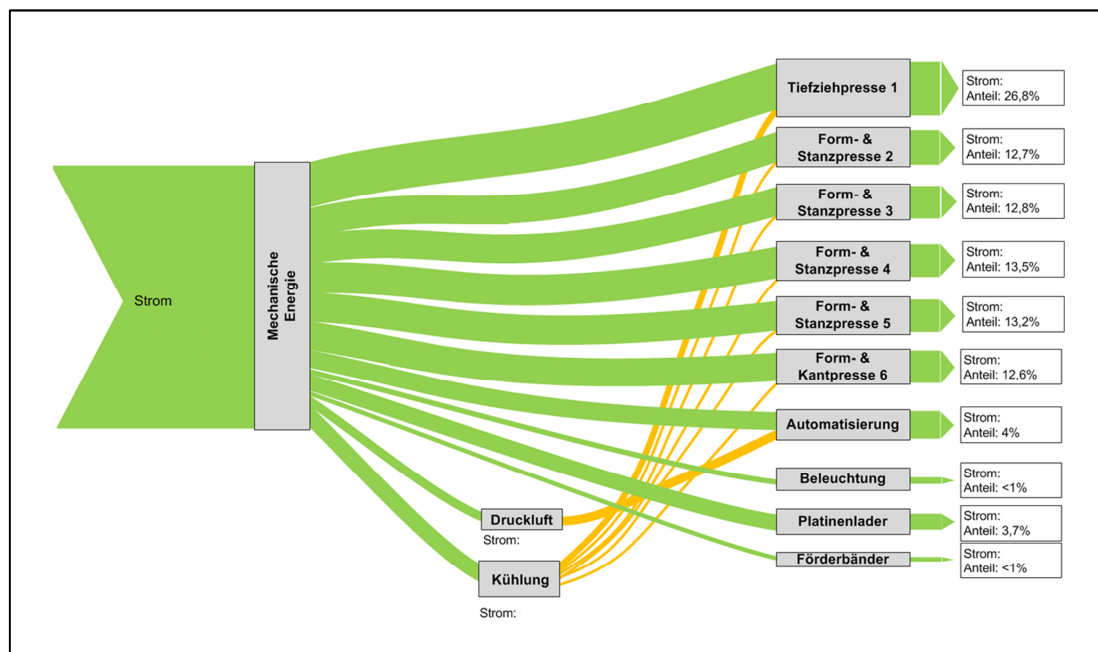 Strom
Mechanische
Energie
Tiefziehpresse 1
Strom:
Anteil: 26,8%
Form- &
Stanzpresse 2
Strom:
Anteil: 12,7%
Form- &
Stanzpresse 3
Strom:
Anteil: 12,8%
Form- &
Stanzpresse 4
Strom:
Anteil: 13,5%
Form- &
Stanzpresse 5
Strom:
Anteil: 13,2%
Form- &
Kantpresse 6
Strom:
Anteil: 12,6%
Automatisierung
Strom:
Anteil: 4%
Beleuchtung
Strom:
Anteil: <1%
Druckluft
Strom:
Platinenlader
Strom:
Anteil: 3,7%
Förderbänder
Strom:
Anteil: <1%
Kühlung
Strom: